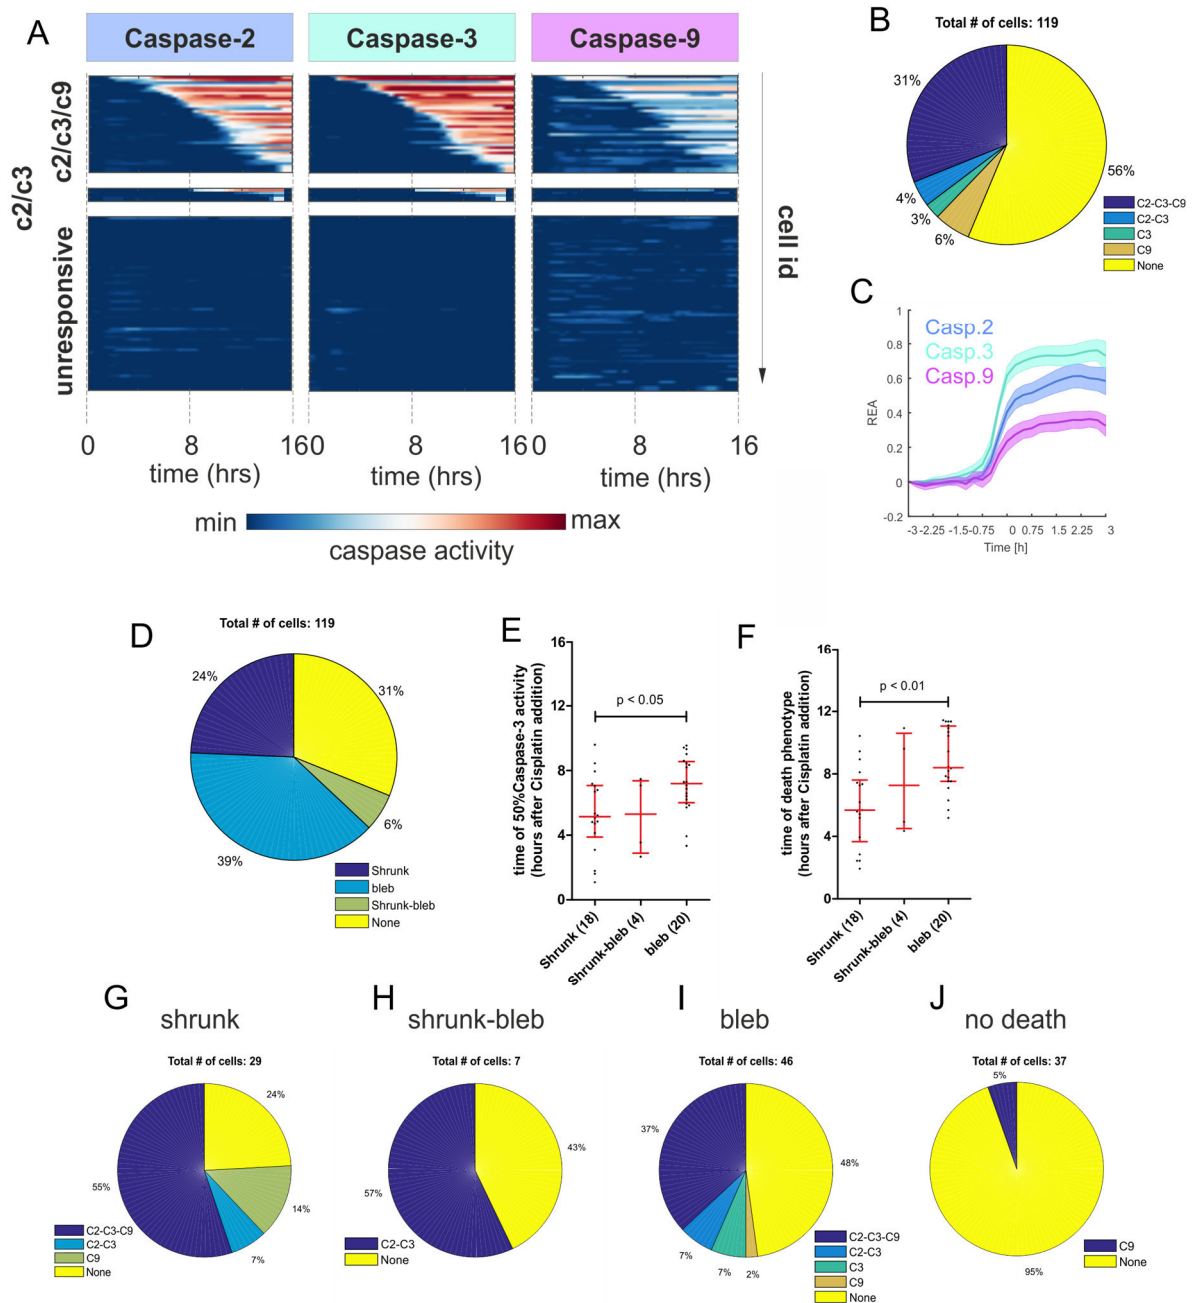 A
Caspase-2
Caspase-3
Caspase-9
c2/c3
c2/c3/c9
unresponsive
cell id
0
8
160
8
160
8
16
time (hrs)
time (hrs)
time (hrs)
min
max
caspase activity
B
Total # of cells: 119
31%
56%
4%
3%
6%
C2-C3-C9
C2-C3
C3
C9
None
C
Casp.2
Casp.3
Casp.9
REA
1
0.8
0.6
0.4
0.2
0
-0.2
-3-2.25 -1.5-0.75 0 0.75 1.5 2.25 3
Time [h]
D
Total # of cells: 119
24%
31%
6%
39%
Shrunk
bleb
Shrunk-bleb
None
E
time of 50%Caspase-3 activity
(hours after Cisplatin addition)
16
12
8
4
0
p < 0.05
Shrunk (18)
Shrunk-bleb (4)
bleb (20)
F
time of death phenotype
(hours after Cisplatin addition)
16
12
8
4
0
p < 0.01
Shrunk (18)
Shrunk-bleb (4)
bleb (20)
G
shrunk
Total # of cells: 29
24%
55%
14%
7%
C2-C3-C9
C2-C3
C9
None
H
shrunk-bleb
Total # of cells: 7
43%
57%
C2-C3
None
I
bleb
Total # of cells: 46
37%
48%
7%
7%
2%
C2-C3-C9
C2-C3
C3
C9
None
J
no death
Total # of cells: 37
5%
95%
C9
None